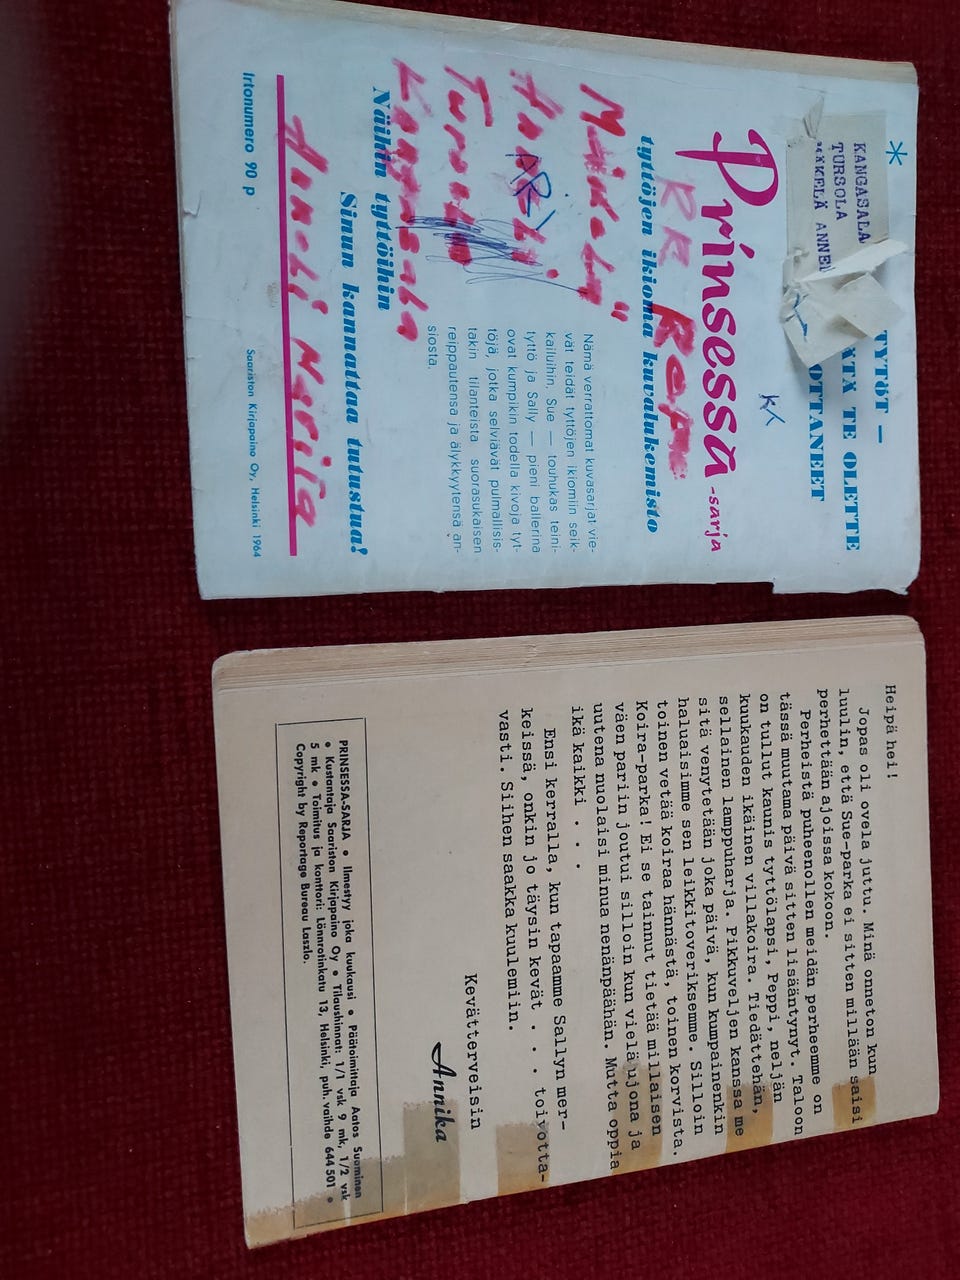 *
KANGASALA
TURSOLA
TYTÖT —
TE OLETTE
OTTANEET
Prinsessa -sarja
tyttöjen ikioma kuvalukemisto
KK
RR
Nämä verrattomat kuvasarjat vie-
vät teidät tyttöjen ikiomiin seik-
kailuihin. Sue — touhukas teini-
tyttö ja Sally — pieni ballerina
ovat kumpikin todella kivoja tyt-
töjä, jotka selviävät pulmallisis-
takin tilanteista suorasukaisen
reippautensa ja älykkyytensä an-
siosta.
Kangasala
Näihin tyttöihin
Sinun kannattaa tutustua!
Anneli
Irtonumero 90 p
Saariston Kirjapaino Oy, Helsinki 1964
Heipä hei!
Jopas oli ovela juttu. Minä onneton kun
luulin, että Sue-parka ei sitten millään saisi
perhettään ajoissa kokoon.
Perheistä puheenollen meidän perheemme on
tässä muutama päivä sitten lisääntynyt. Taloon
on tullut kaunis tyttölapsi, Peppi, neljän
kuukauden ikäinen villakoira. Tiedättehän,
sellainen lamppuharja. Pikkuveljen kanssa me
sitä venytetään joka päivä, kun kumpainenkin
haluaisimme sen leikkitoveriksemme. Silloin
toinen vetää koiraa hännästä, toinen korvista.
Koira-parka! Ei se tainnut tietää millaisen
väen pariin joutui silloin kun vielä ujona ja
uutena nuolaisi minua nenänpäähän. Mutta oppia
ikä kaikki . . .
Ensi kerralla, kun tapaamme Sallyn mer-
keissä, onkin jo täysin kevät . . . toivotta-
vasti. Siihen saakka kuulemiin.
Kevätterveisin
Annika
PRINSESSA-SARJA • Ilmestyy joka kuukausi • Päätoimittaja Aatos Suominen
• Kustantaja Saariston Kirjapaino Oy • Tilaushinnat: 1/1 vsk 9 mk, 1/2 vsk
5 mk • Toimitus ja konttori: Lönnrotinkatu 13, Helsinki, puh. vaihde 644 501 •
Copyright by Reportage Bureau Laszlo.